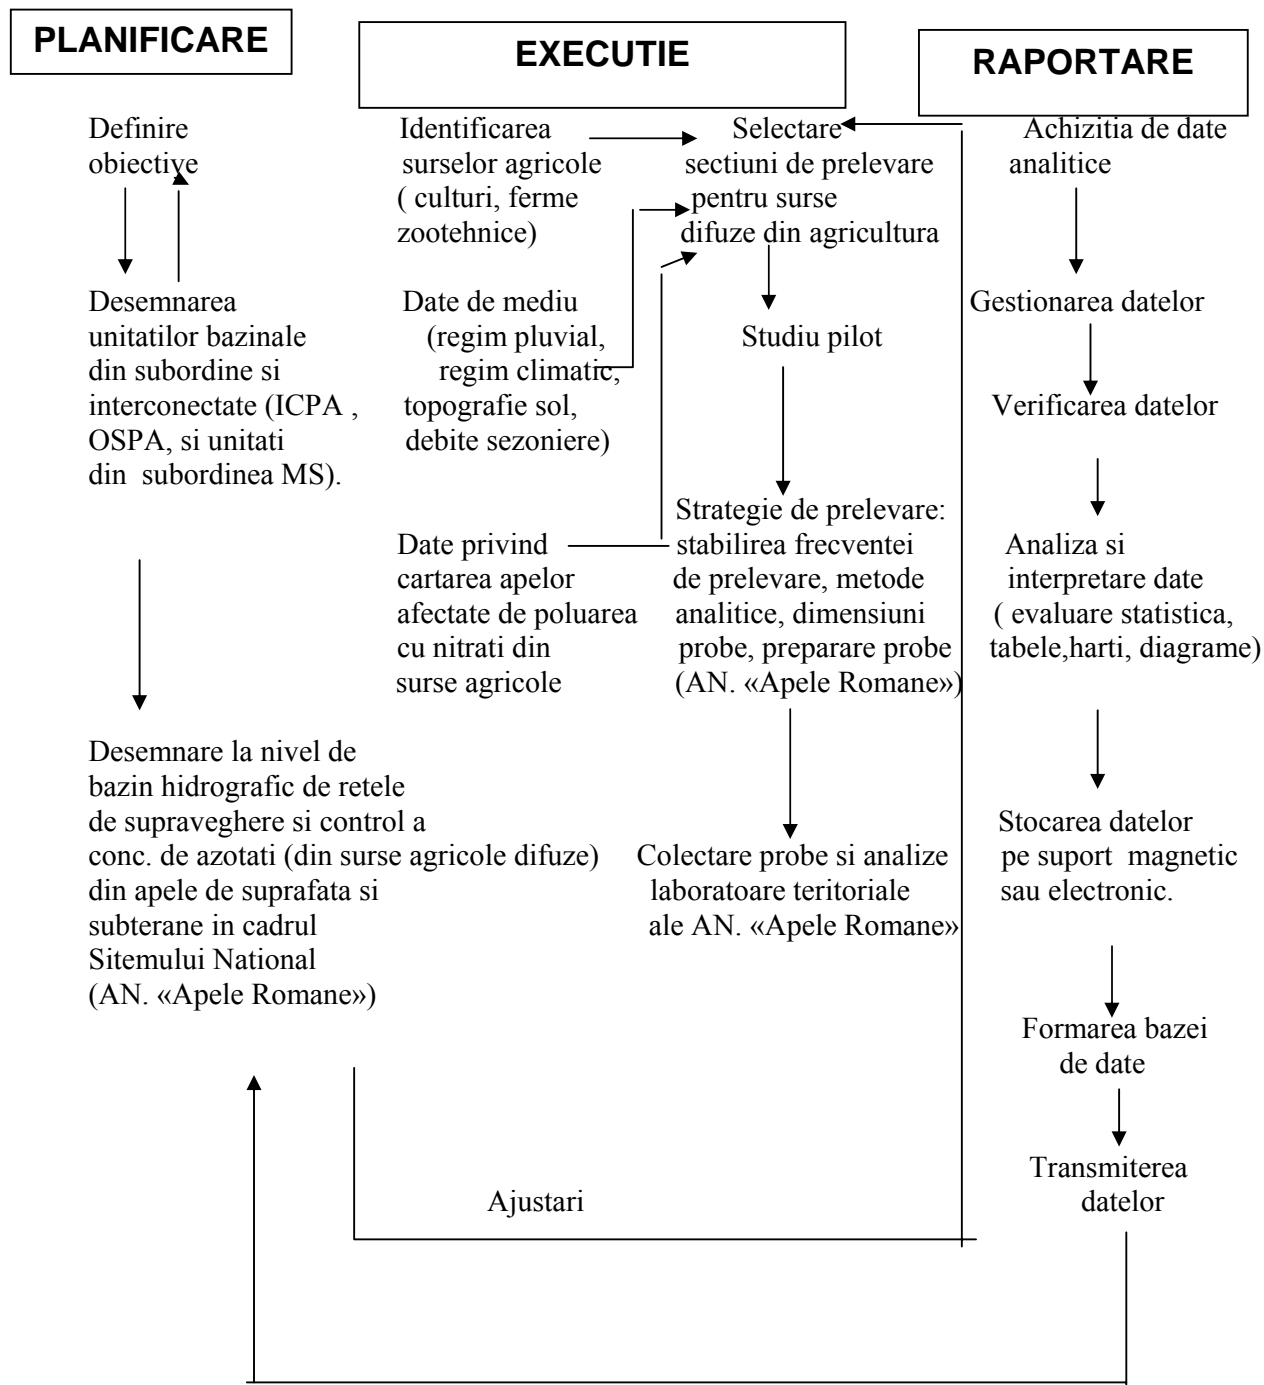 PLANIFICARE
Definire
obiective
Desemnarea
unitatilor bazinale
din subordine si
interconectate (ICPA ,
OSPA, si unitati
din subordinea MS).
Desemnare la nivel de
bazin hidrografic de retele
de supraveghere si control a
conc. de azotati (din surse agricole difuze)
din apele de suprafata si
subterane in cadrul
Sitemului National
(AN. «Apele Romane»)
EXECUTIE
Identificarea
surselor agricole
( culturi, ferme
zootehnice)
Date de mediu
(regim pluvial,
regim climatic,
topografie sol,
debite sezoniere)
Date privind
cartarea apelor
afectate de poluarea
cu nitrati din
surse agricole
Selectare
sectiuni de prelevare
pentru surse
difuze din agricultura
Studiu pilot
Strategie de prelevare:
stabilirea frecventei
de prelevare, metode
analitice, dimensiuni
probe, preparare probe
(AN. «Apele Romane»)
Colectare probe si analize
laboratoare teritoriale
ale AN. «Apele Romane»
Ajustari
RAPORTARE
Achizitia de date
analitice
Gestionarea datelor
Verificarea datelor
Analiza si
interpretare date
( evaluare statistica,
tabele,harti, diagrame)
Stocarea datelor
pe suport magnetic
sau electronic.
Formarea bazei
de date
Transmiterea
datelor